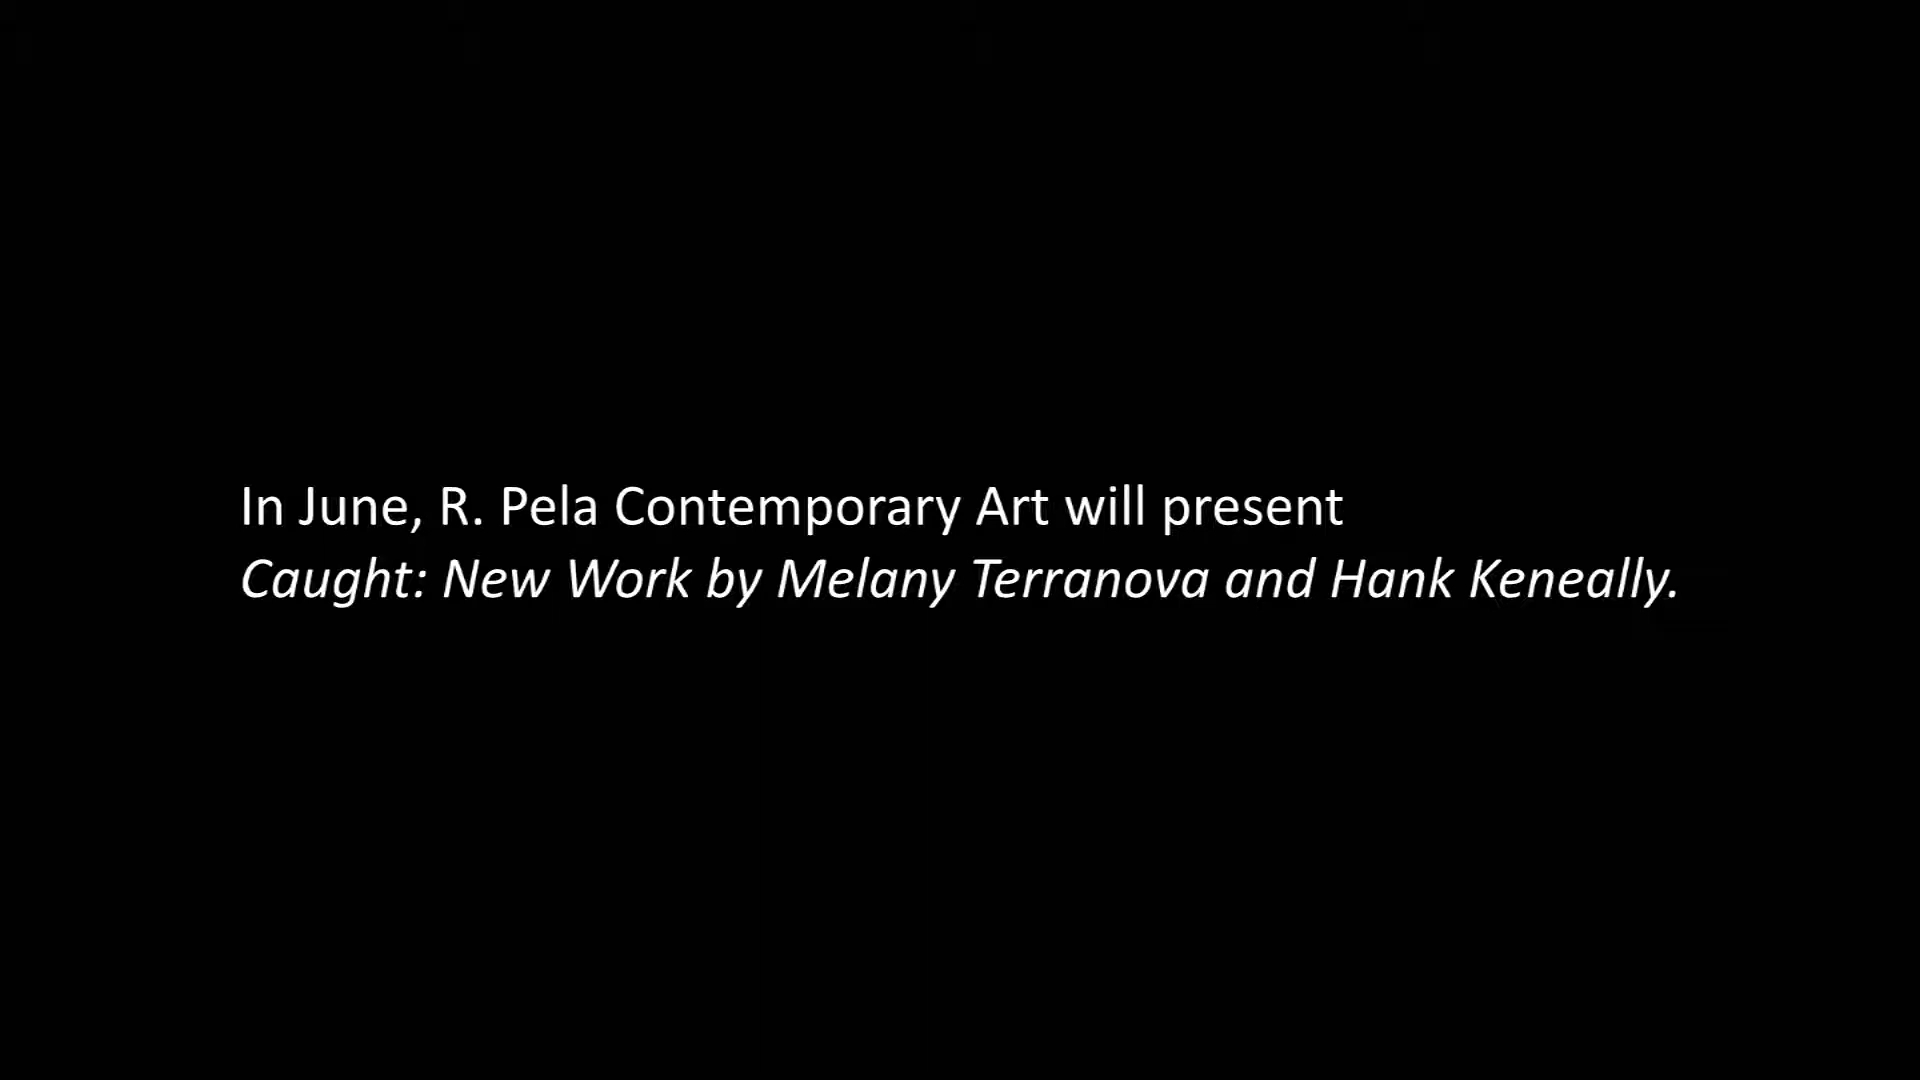 In June, R. Pela Contemporary Art will present
Caught: New Work by Melany Terranova and Hank Keneally.